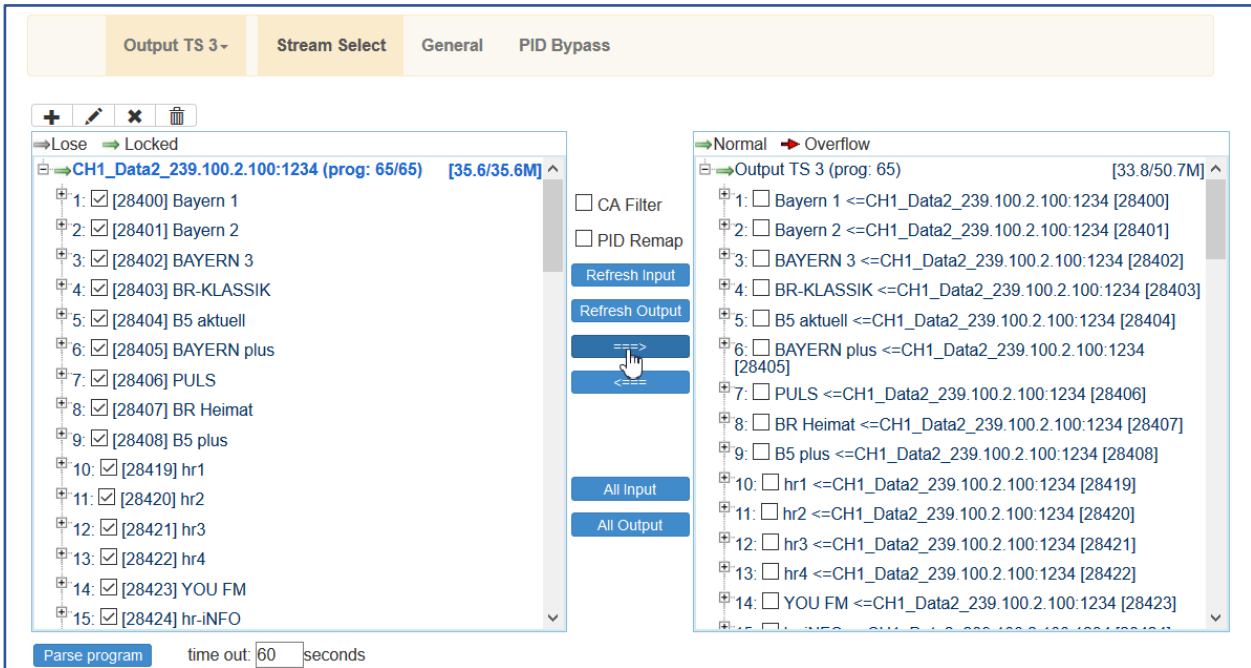 Output TS 3 Stream Select General PID Bypass
Lose Locked
CH1_Data2_239.100.2.100:1234 (prog: 65/65) [35.6/35.6M]
1: [28400] Bayern 1
2: [28401] Bayern 2
3: [28402] BAYERN 3
4: [28403] BR-KLASSIK
5: [28404] B5 aktuell
6: [28405] BAYERN plus
7: [28406] PULS
8: [28407] BR Heimat
9: [28408] B5 plus
10: [28419] hr1
11: [28420] hr2
12: [28421] hr3
13: [28422] hr4
14: [28423] YOU FM
15: [28424] hr-iNFO
CA Filter
PID Remap
Refresh Input
Refresh Output
===>
<===
All Input
All Output
Normal Overflow
Output TS 3 (prog: 65) [33.8/50.7M]
1: Bayern 1 <=CH1_Data2_239.100.2.100:1234 [28400]
2: Bayern 2 <=CH1_Data2_239.100.2.100:1234 [28401]
3: BAYERN 3 <=CH1_Data2_239.100.2.100:1234 [28402]
4: BR-KLASSIK <=CH1_Data2_239.100.2.100:1234 [28403]
5: B5 aktuell <=CH1_Data2_239.100.2.100:1234 [28404]
6: BAYERN plus <=CH1_Data2_239.100.2.100:1234
[28405]
7: PULS <=CH1_Data2_239.100.2.100:1234 [28406]
8: BR Heimat <=CH1_Data2_239.100.2.100:1234 [28407]
9: B5 plus <=CH1_Data2_239.100.2.100:1234 [28408]
10: hr1 <=CH1_Data2_239.100.2.100:1234 [28419]
11: hr2 <=CH1_Data2_239.100.2.100:1234 [28420]
12: hr3 <=CH1_Data2_239.100.2.100:1234 [28421]
13: hr4 <=CH1_Data2_239.100.2.100:1234 [28422]
14: YOU FM <=CH1_Data2_239.100.2.100:1234 [28423]
Parse program time out: 60 seconds